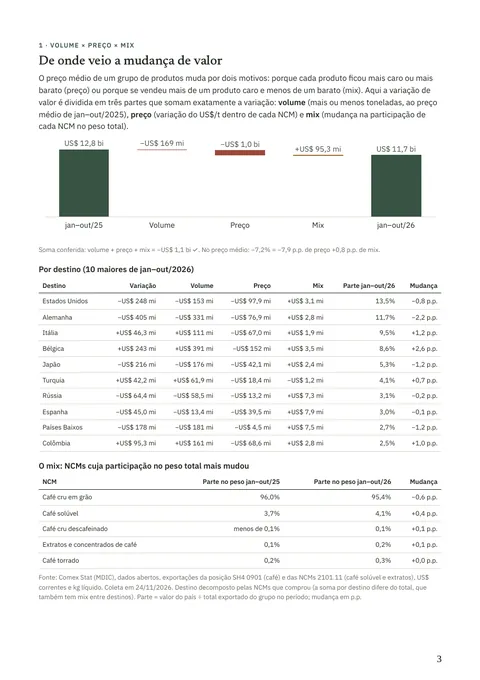 1 · VOLUME × PREÇO × MIX
De onde veio a mudança de valor
O preço médio de um grupo de produtos muda por dois motivos: porque cada produto ficou mais caro ou mais
barato (preço) ou porque se vendeu mais de um produto caro e menos de um barato (mix). Aqui a variação de
valor é dividida em três partes que somam exatamente a variação: volume (mais ou menos toneladas, ao preço
médio de jan–out/2025), preço (variação do US$/t dentro de cada NCM) e mix (mudança na participação de
cada NCM no peso total).
US$ 12,8 bi −US$ 169 mi −US$ 1,0 bi +US$ 95,3 mi US$ 11,7 bi
jan–out/25 Volume Preço Mix jan–out/26
Soma conferida: volume + preço + mix = −US$ 1,1 bi ✓. No preço médio: −7,2% = −7,9 p.p. de preço +0,8 p.p. de mix.
Por destino (10 maiores de jan–out/2026)
Destino Variação Volume Preço Mix Parte jan–out/26 Mudança
Estados Unidos −US$ 248 mi −US$ 153 mi −US$ 97,9 mi +US$ 3,1 mi 13,5% −0,8 p.p.
Alemanha −US$ 405 mi −US$ 331 mi −US$ 76,9 mi +US$ 2,8 mi 11,7% −2,2 p.p.
Itália +US$ 46,3 mi +US$ 111 mi −US$ 67,0 mi +US$ 1,9 mi 9,5% +1,2 p.p.
Bélgica +US$ 243 mi +US$ 391 mi −US$ 152 mi +US$ 3,5 mi 8,6% +2,6 p.p.
Japão −US$ 216 mi −US$ 176 mi −US$ 42,1 mi +US$ 2,4 mi 5,3% −1,2 p.p.
Turquia +US$ 42,2 mi +US$ 61,9 mi −US$ 18,4 mi −US$ 1,2 mi 4,1% +0,7 p.p.
Rússia −US$ 64,4 mi −US$ 58,5 mi −US$ 13,2 mi +US$ 7,3 mi 3,1% −0,2 p.p.
Espanha −US$ 45,0 mi −US$ 13,4 mi −US$ 39,5 mi +US$ 7,9 mi 3,0% −0,1 p.p.
Países Baixos −US$ 178 mi −US$ 181 mi −US$ 4,5 mi +US$ 7,5 mi 2,7% −1,2 p.p.
Colômbia +US$ 95,3 mi +US$ 161 mi −US$ 68,6 mi +US$ 2,8 mi 2,5% +1,0 p.p.
O mix: NCMs cuja participação no peso total mais mudou
NCM Parte no peso jan–out/25 Parte no peso jan–out/26 Mudança
Café cru em grão 96,0% 95,4% −0,6 p.p.
Café solúvel 3,7% 4,1% +0,4 p.p.
Café cru descafeinado menos de 0,1% 0,1% +0,1 p.p.
Extratos e concentrados de café 0,1% 0,2% +0,1 p.p.
Café torrado 0,2% 0,3% +0,0 p.p.
Fonte: Comex Stat (MDIC), dados abertos, exportações da posição SH4 0901 (café) e das NCMs 2101.11 (café solúvel e extratos), US$
correntes e kg líquido. Coleta em 24/11/2026. Destino decomposto pelas NCMs que comprou (a soma por destino difere do total, que
também tem mix entre destinos). Parte = valor do país ÷ total exportado do grupo no período; mudança em p.p.
3